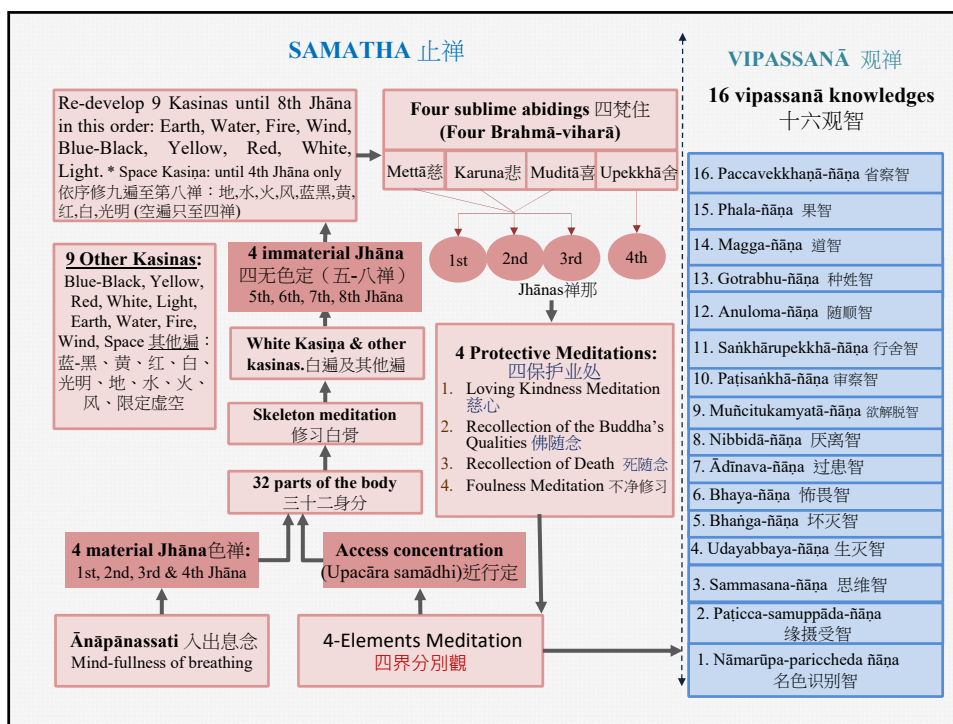 SAMATHA 止禅
Re-develop 9 Kasinas until 8th Jhāna
in this order: Earth, Water, Fire, Wind,
Blue-Black, Yellow, Red, White,
Light. * Space Kasiṇa: until 4th Jhāna only
依序修九遍至第八禅：地,水,火,风,蓝黑,黄,
红,白,光明 (空遍只至四禅)
Four sublime abidings 四梵住
(Four Brahmā-viharā)
Mettā慈
Karuna悲
Muditā喜
Upekkhā舍
1st
2nd
3rd
4th
Jhānas禅那
9 Other Kasinas:
Blue-Black, Yellow,
Red, White, Light,
Earth, Water, Fire,
Wind, Space 其他遍：
蓝-黑、黄、红、白、
光明、地、水、火、
风、限定虚空
4 immaterial Jhāna
四无色定（五-八禅）
5th, 6th, 7th, 8th Jhāna
White Kasiṇa & other
kasinas.白遍及其他遍
Skeleton meditation
修习白骨
32 parts of the body
三十二身分
4 Protective Meditations:
四保护业处
1. Loving Kindness Meditation
慈心
2. Recollection of the Buddha’s
Qualities 佛随念
3. Recollection of Death 死随念
4. Foulness Meditation 不净修习
4 material Jhāna色禅:
1st, 2nd, 3rd & 4th Jhāna
Access concentration
(Upacāra samādhi)近行定
Ānāpānassati 入出息念
Mind-fullness of breathing
4-Elements Meditation
四界分別觀
VIPASSANĀ 观禅
16 vipassanā knowledges
十六观智
16. Paccavekkhaṇā-ñāṇa 省察智
15. Phala-ñāṇa 果智
14. Magga-ñāṇa 道智
13. Gotrabhu-ñāṇa 种姓智
12. Anuloma-ñāṇa 随顺智
11. Saṅkhārupekkhā-ñāṇa 行舍智
10. Paṭisaṅkhā-ñāṇa 审察智
9. Muñcitukamyatā-ñāṇa 欲解脱智
8. Nibbidā-ñāṇa 厌离智
7. Ādīnava-ñāṇa 过患智
6. Bhaya-ñāṇa 怖畏智
5. Bhaṅga-ñāṇa 坏灭智
4. Udayabbaya-ñāṇa 生灭智
3. Sammasana-ñāṇa 思维智
2. Paṭicca-samuppāda-ñāṇa
缘摄受智
1. Nāmarūpa-pariccheda ñāṇa
名色识别智